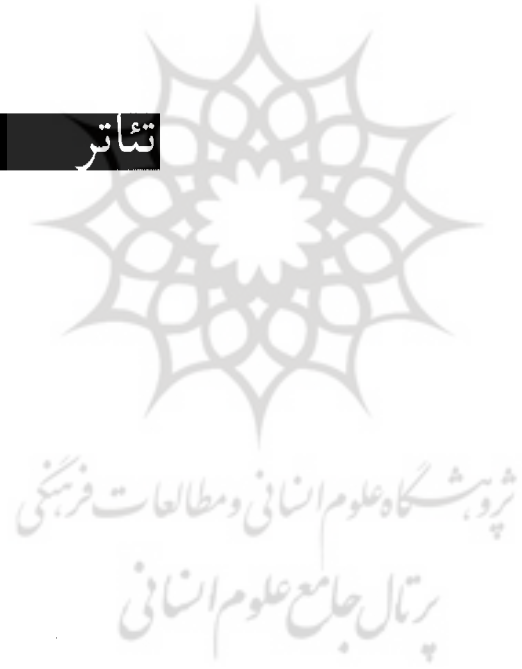 تئاتر
پژوهشگاه علوم انسانی و مطالعات فرهنگی
پرتال جامع علوم انسانی